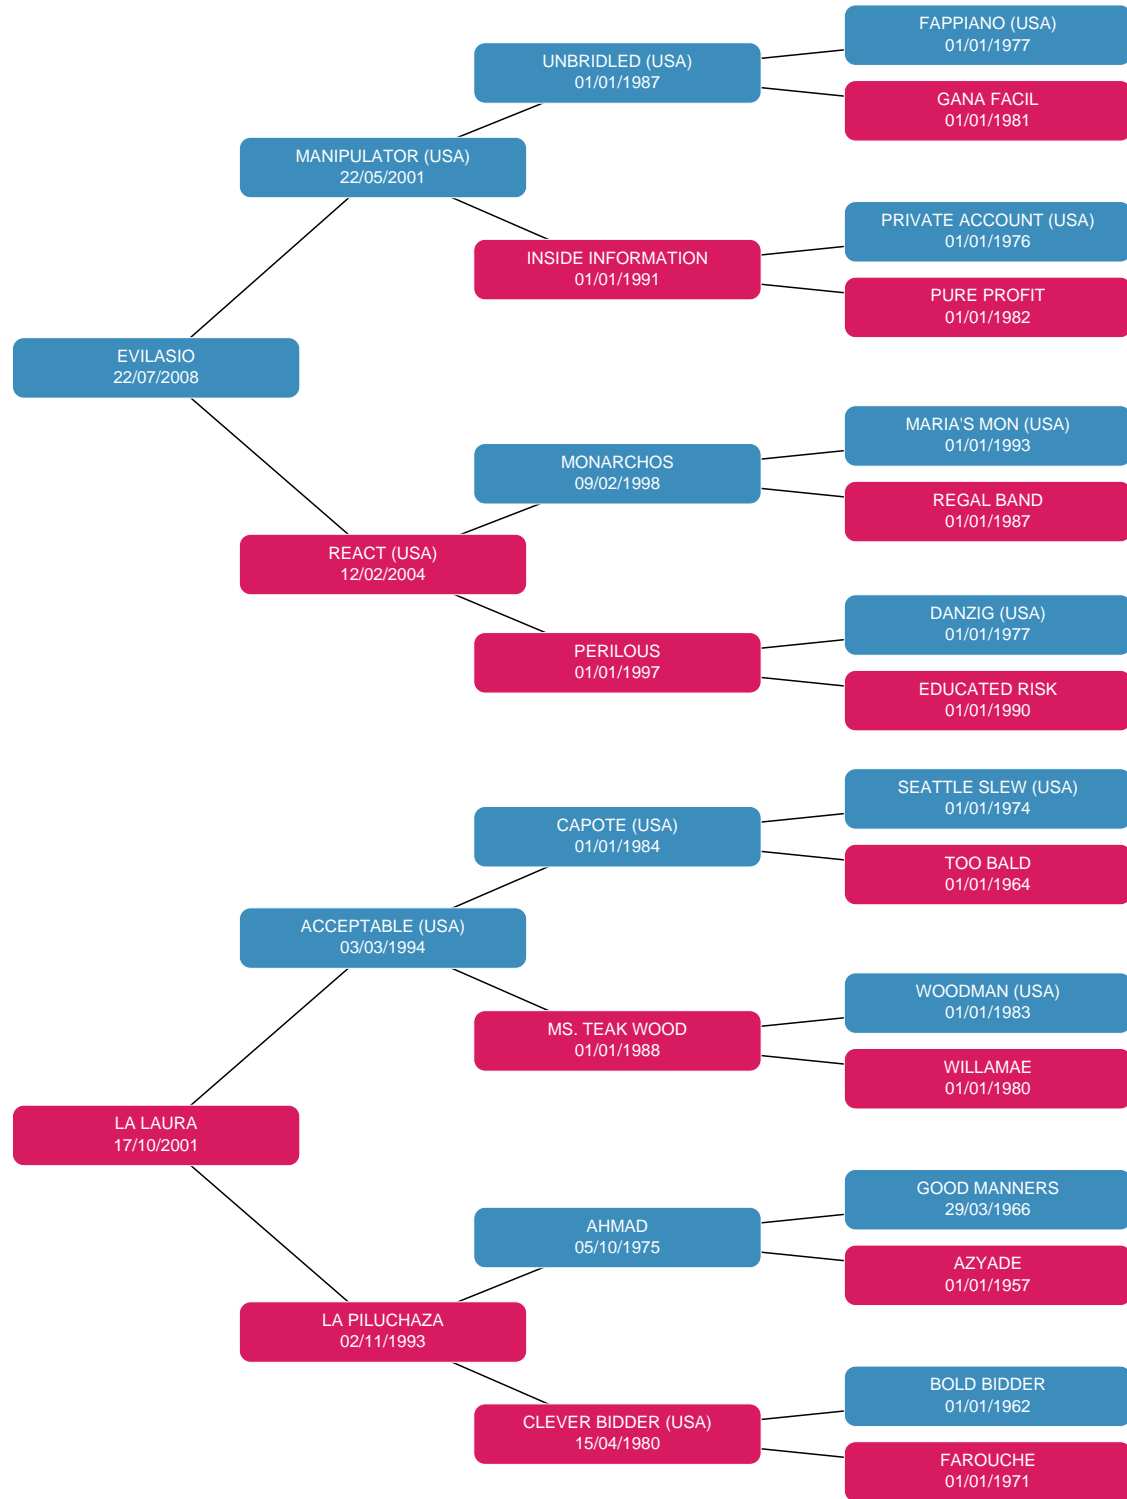 FAPPIANO (USA)
01/01/1977
UNBRIDLED (USA)
01/01/1987
GANA FACIL
01/01/1981
MANIPULATOR (USA)
22/05/2001
PRIVATE ACCOUNT (USA)
01/01/1976
INSIDE INFORMATION
01/01/1991
PURE PROFIT
01/01/1982
EVILASIO
22/07/2008
MARIA'S MON (USA)
01/01/1993
MONARCHOS
09/02/1998
REGAL BAND
01/01/1987
REACT (USA)
12/02/2004
DANZIG (USA)
01/01/1977
PERILOUS
01/01/1997
EDUCATED RISK
01/01/1990
SEATTLE SLEW (USA)
01/01/1974
CAPOTE (USA)
01/01/1984
TOO BALD
01/01/1964
ACCEPTABLE (USA)
03/03/1994
WOODMAN (USA)
01/01/1983
MS. TEAK WOOD
01/01/1988
WILLAMAE
01/01/1980
LA LAURA
17/10/2001
GOOD MANNERS
29/03/1966
AHMAD
05/10/1975
AZYADE
01/01/1957
LA PILUCHAZA
02/11/1993
BOLD BIDDER
01/01/1962
CLEVER BIDDER (USA)
15/04/1980
FAROUCHE
01/01/1971